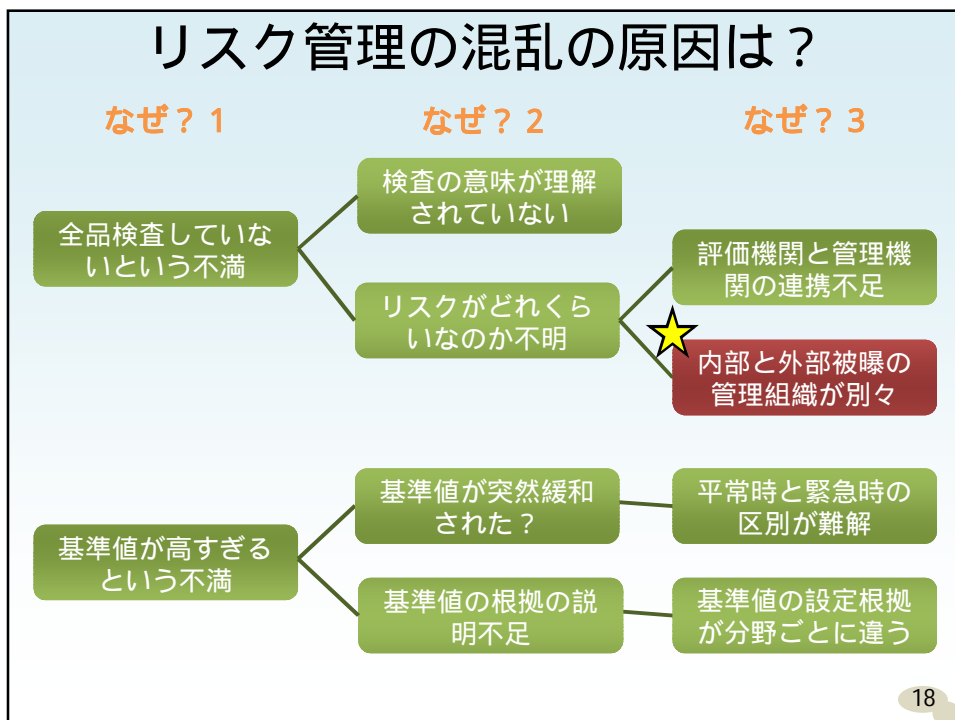 リスク管理の混乱の原因は？
なぜ？１
なぜ？２
なぜ？３
全品検査していな
いという不満
検査の意味が理解
されていない
リスクがどれくら
いなのか不明
評価機関と管理機
関の連携不足
内部と外部被曝の
管理組織が別々
基準値が高すぎる
という不満
基準値が突然緩和
された？
平常時と緊急時の
区別が難解
基準値の根拠の説
明不足
基準値の設定根拠
が分野ごとに違う
18